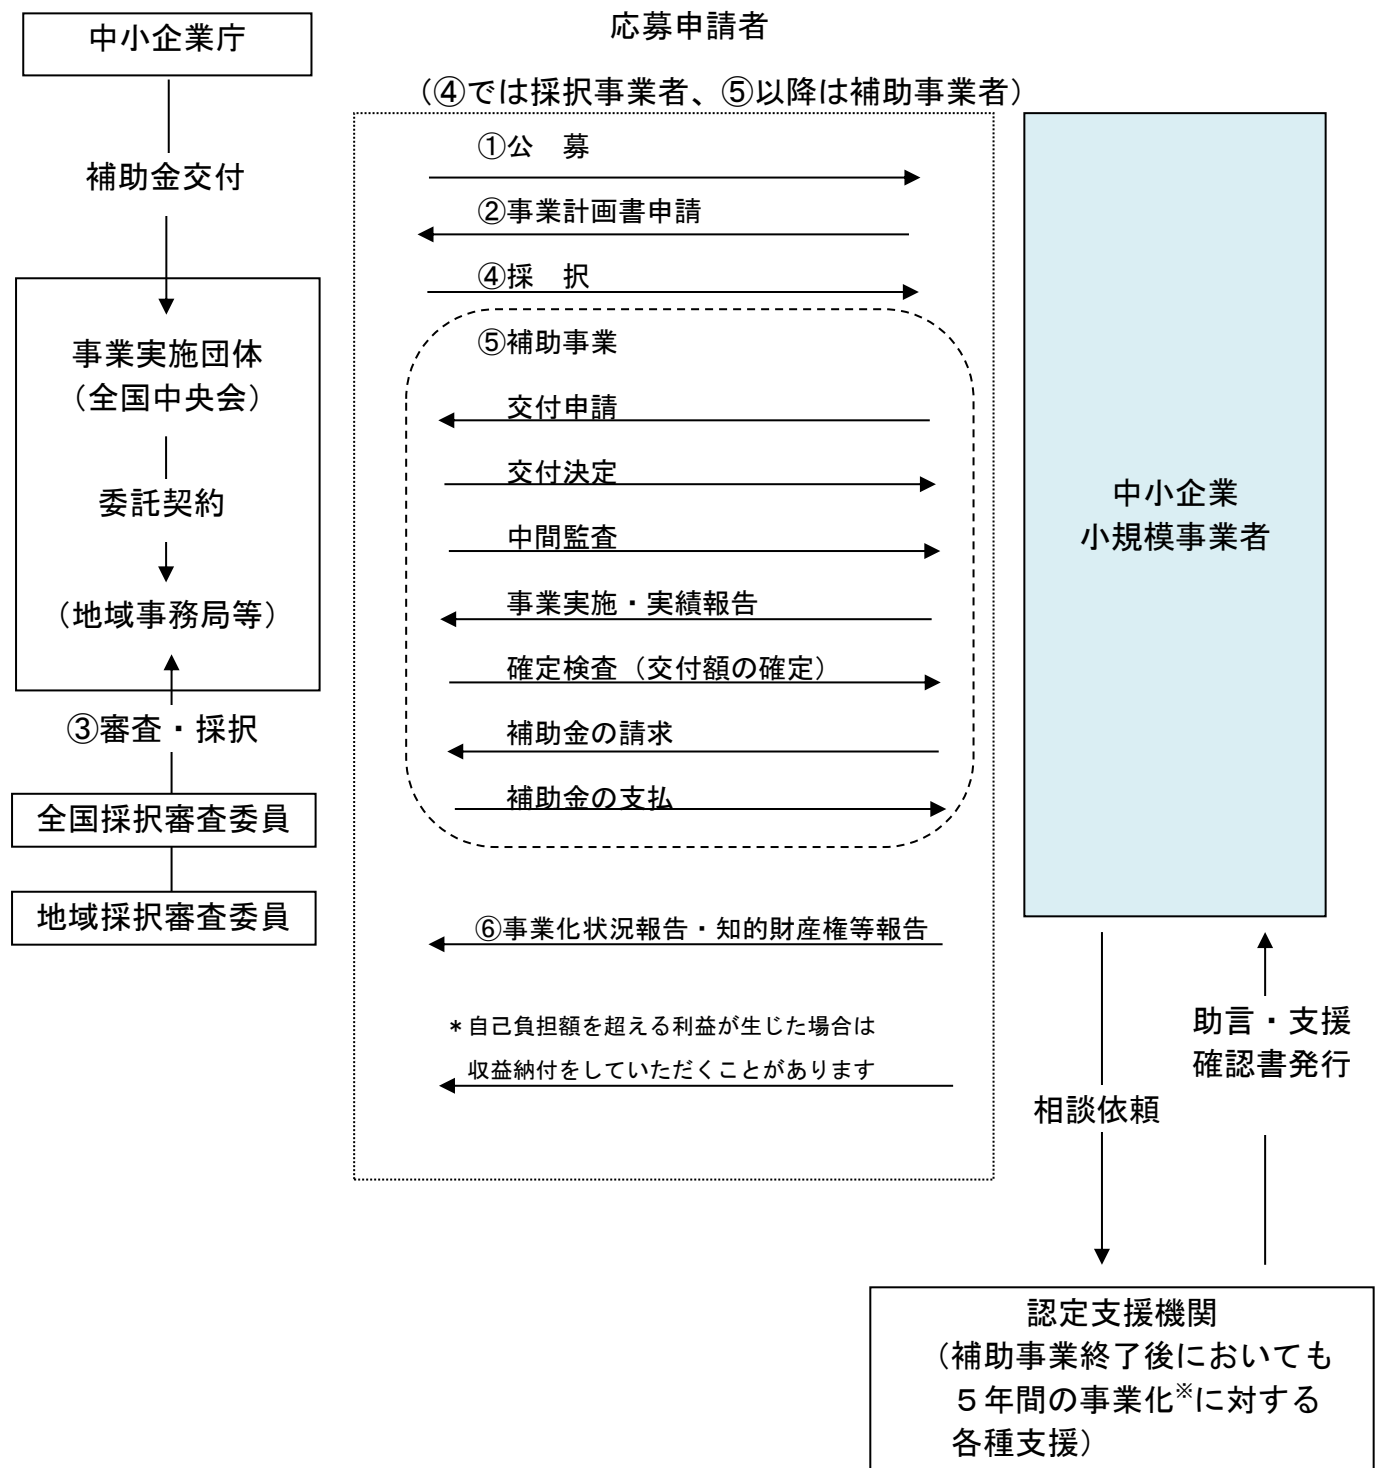 中小企業庁
応募申請者
（④では採択事業者、⑤以降は補助事業者）
補助金交付
事業実施団体
（全国中央会）
委託契約
（地域事務局等）
③審査・採択
全国採択審査委員
地域採択審査委員
①公　募
②事業計画書申請
④採　択
⑤補助事業
交付申請
交付決定
中間監査
事業実施・実績報告
確定検査（交付額の確定）
補助金の請求
補助金の支払
⑥事業化状況報告・知的財産権等報告
＊自己負担額を超える利益が生じた場合は
収益納付をしていただくことがあります
中小企業
小規模事業者
助言・支援
確認書発行
相談依頼
認定支援機関
（補助事業終了後においても
５年間の事業化※に対する
各種支援）